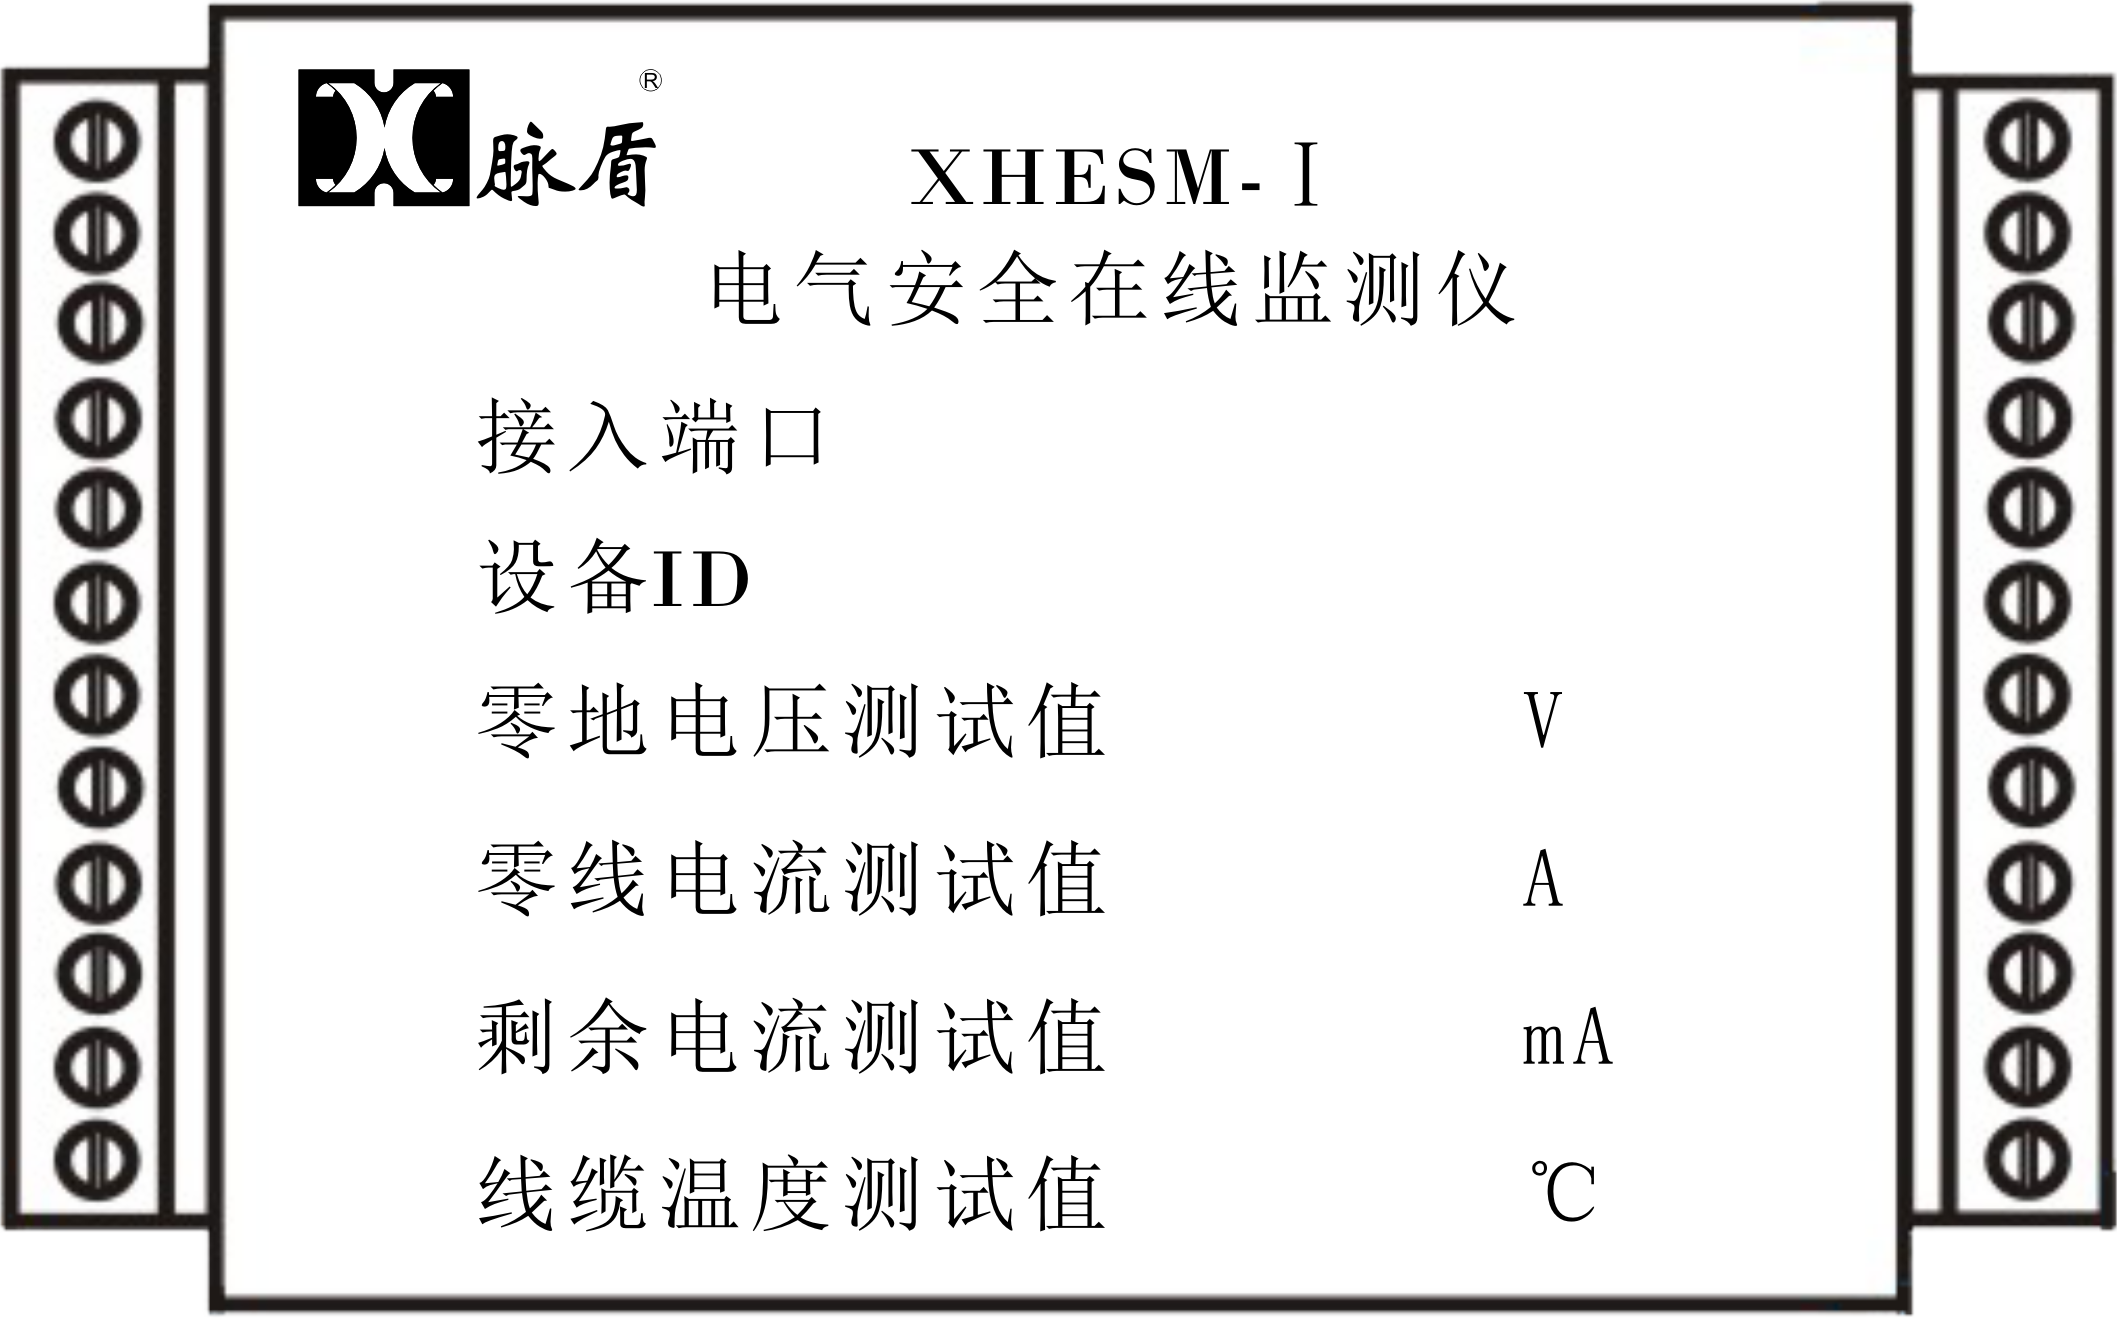 脉盾®
XHESM-Ⅰ
电气安全在线监测仪
接入端口
设备ID
零地电压测试值 V
零线电流测试值 A
剩余电流测试值 mA
线缆温度测试值 ℃